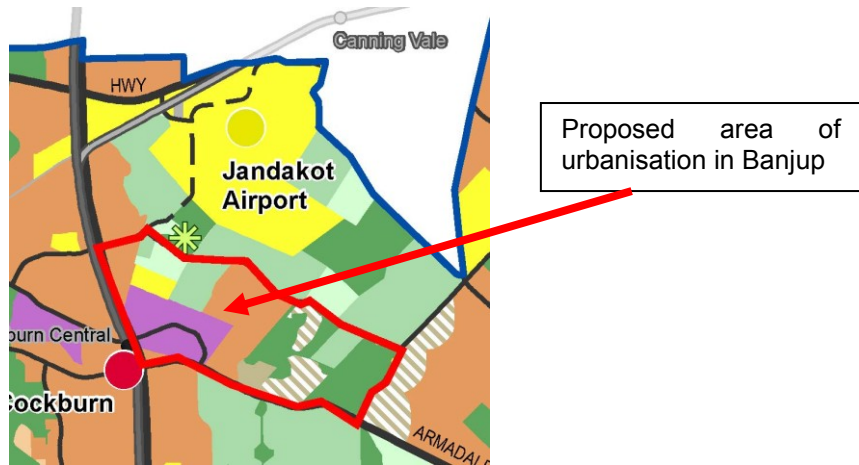 Canning Vale
HWY
Proposed area of
urbanisation in Banjup
Jandakot
Airport
burn Central
Cockburn
ARMADAL